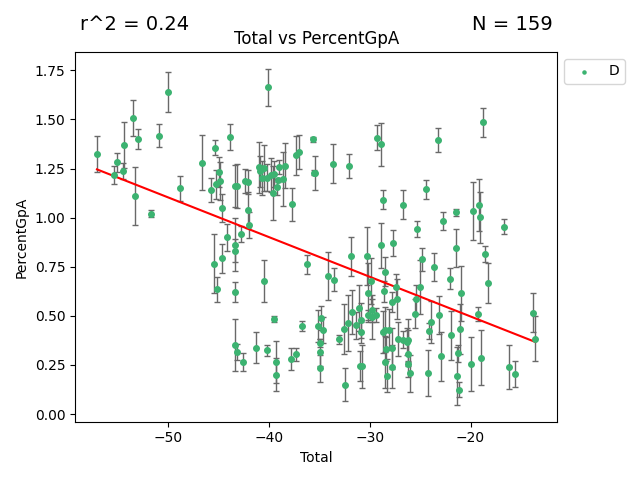 r^2 = 0.24
N = 159
Total vs PercentGpA
D
PercentGpA
1.75
1.50
1.25
1.00
0.75
0.50
0.25
0.00
−50
−40
−30
−20
Total